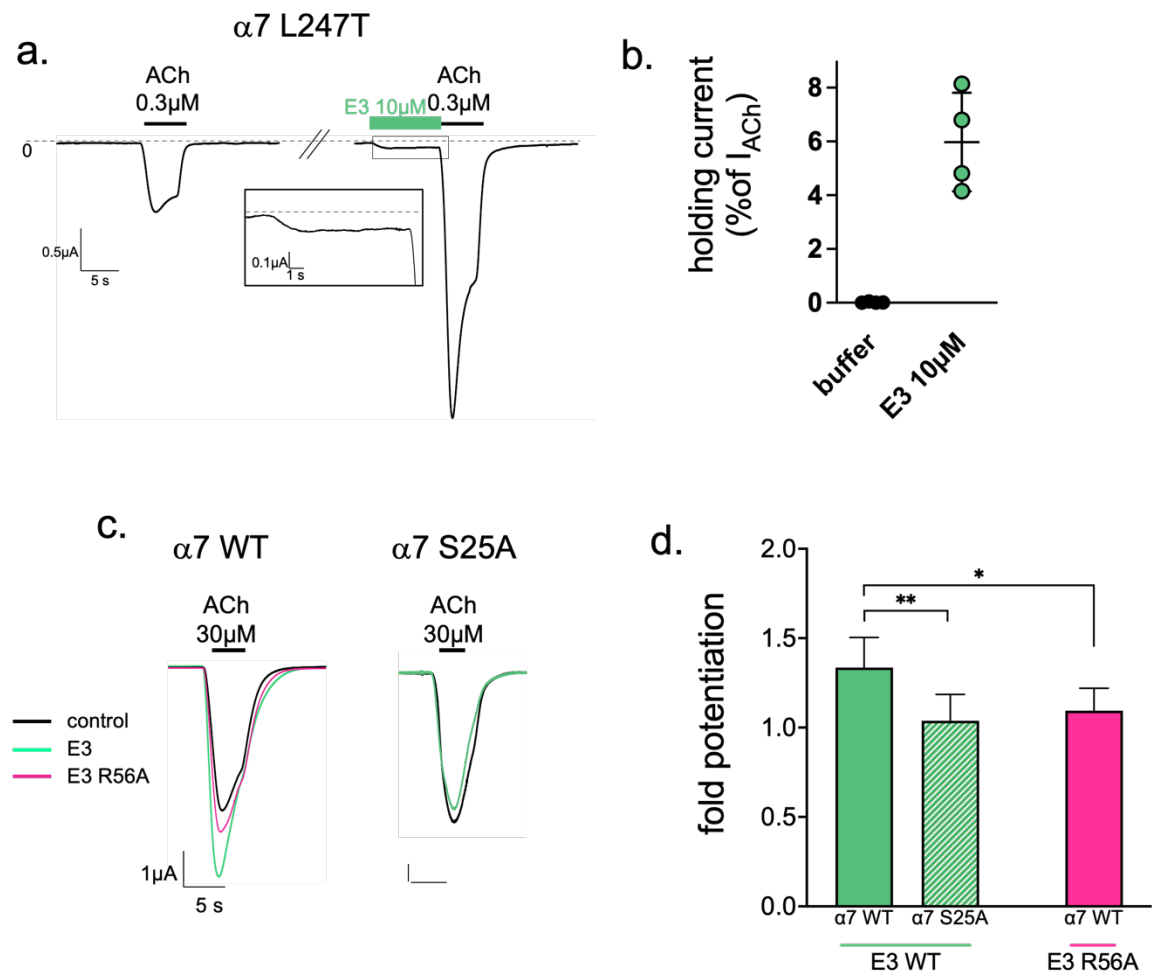 α7 L247T
a.
ACh
0.3µM
E3 10µM
ACh
0.3µM
0
0.5µA
5 s
0.1µA
1 s
b.
holding current
(%of I_ACh)
8
6
4
2
0
buffer
E3 10µM
c.
α7 WT
α7 S25A
ACh
30µM
ACh
30µM
control
E3
E3 R56A
1µA
5 s
d.
fold potentiation
2.0
1.5
1.0
0.5
0.0
*
**
α7 WT
α7 S25A
α7 WT
E3 WT
E3 R56A